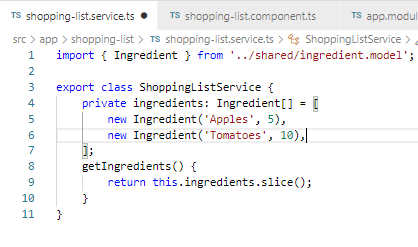 TS shopping-list.service.ts ● TS shopping-list.component.ts TS app.modul
src > app > shopping-list > TS shopping-list.service.ts > ShoppingListService >
1 import { Ingredient } from '../shared/ingredient.model';
2
3 export class ShoppingListService {
4     private ingredients: Ingredient[] = [
5         new Ingredient('Apples', 5),
6         new Ingredient('Tomatoes', 10),
7     ];
8     getIngredients() {
9         return this.ingredients.slice();
10     }
11 }